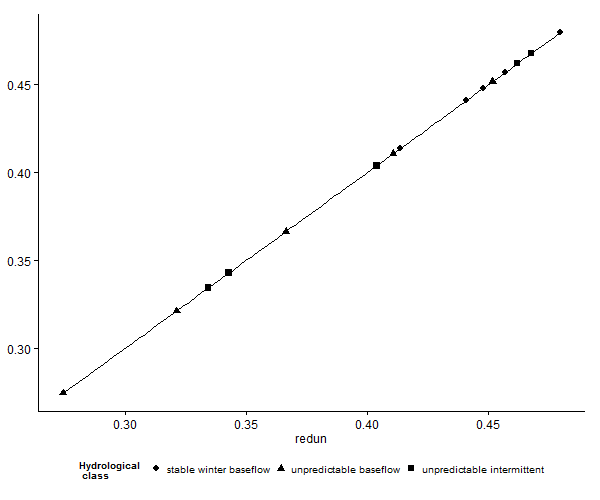 0.45
0.40
0.35
0.30
0.30 0.35 0.40 0.45
redun
Hydrological
class
stable winter baseflow unpredictable baseflow unpredictable intermittent